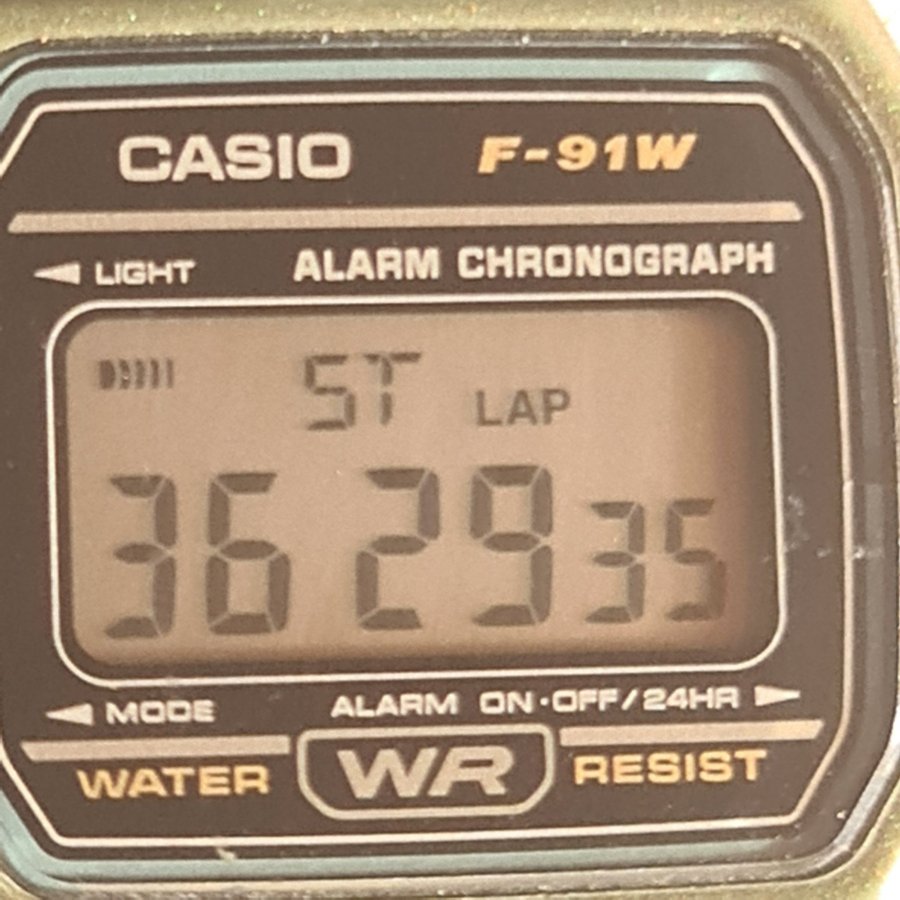 CASIO F-91W
LIGHT ALARM CHRONOGRAPH
ST LAP
36 29 35
MODE ALARM ON·OFF/24HR
WATER WR RESIST